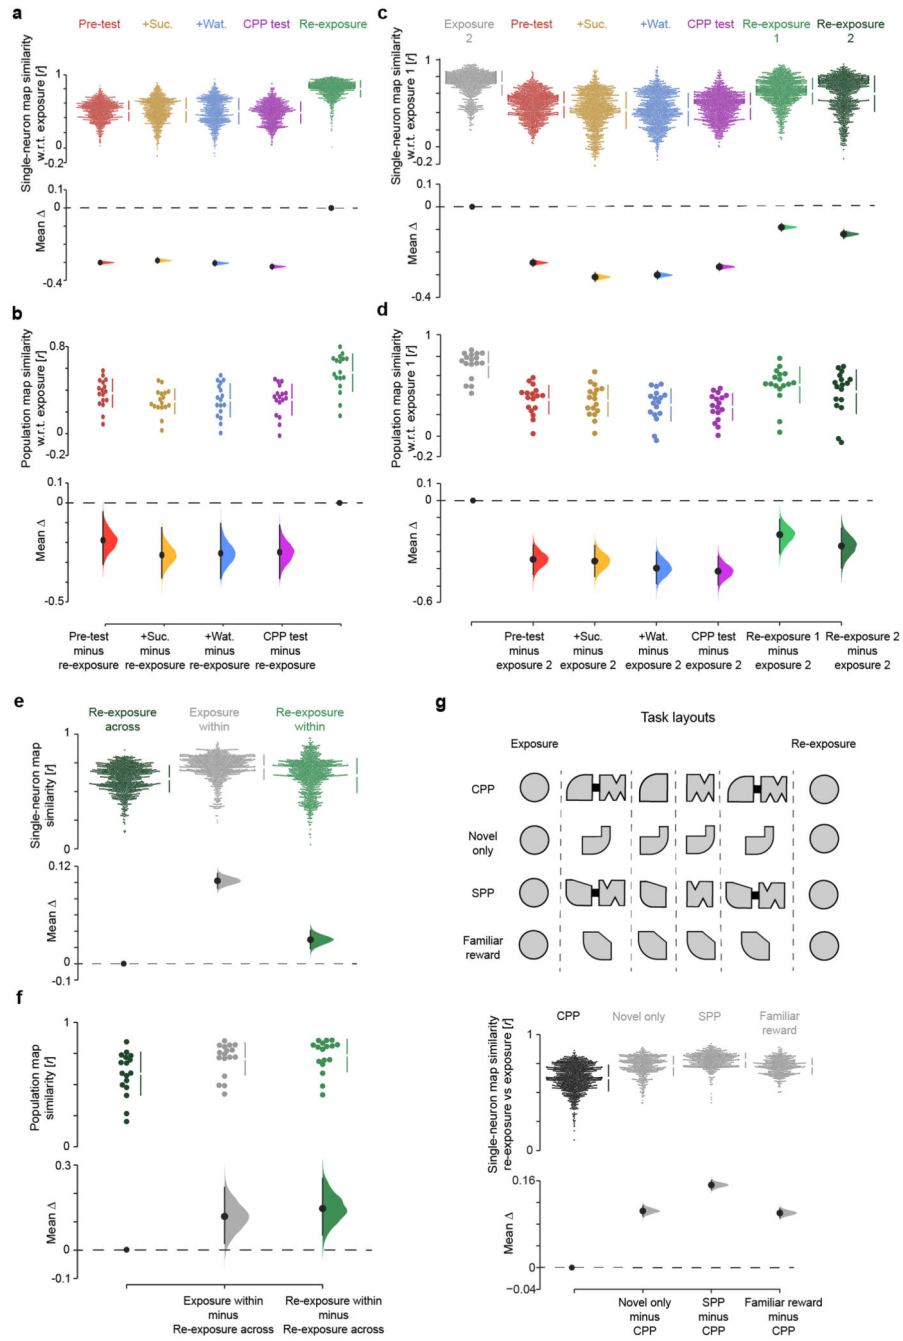 a
Pre-test +Suc. +Wat. CPP test Re-exposure
Single-neuron map similarity
w.r.t. exposure 1 [r]
1
0
-0.2
Mean Δ
0.1
0
-0.4
b
Population map similarity
w.r.t. exposure 1 [r]
0.8
0
-0.2
Mean Δ
0.1
0
-0.5
Pre-test
minus
re-exposure
+Suc.
minus
re-exposure
+Wat.
minus
re-exposure
CPP test
minus
re-exposure
c
Exposure
2
Pre-test +Suc. +Wat. CPP test
Re-exposure
1
Re-exposure
2
Single-neuron map similarity
w.r.t. exposure 1 [r]
1
0
-0.2
Mean Δ
0.1
0
-0.4
d
Population map similarity
w.r.t. exposure 1 [r]
1
0
-0.2
Mean Δ
0.1
0
-0.6
Pre-test
minus
exposure 2
+Suc.
minus
exposure 2
+Wat.
minus
exposure 2
CPP test
minus
exposure 2
Re-exposure 1
minus
exposure 2
Re-exposure 2
minus
exposure 2
e
Re-exposure
across
Exposure
within
Re-exposure
within
Single-neuron map
similarity [r]
1
0
Mean Δ
0.12
0
-0.1
f
Population map
similarity [r]
1
0
Mean Δ
0.3
0
-0.1
Exposure within
minus
Re-exposure across
Re-exposure within
minus
Re-exposure across
g
Task layouts
Exposure
Re-exposure
CPP
Novel
only
SPP
Familiar
reward
CPP
Novel only
SPP
Familiar
reward
Single-neuron map similarity
re-exposure vs exposure [r]
1
0
Mean Δ
0.16
0
-0.04
Novel only
minus
CPP
SPP
minus
CPP
Familiar reward
minus
CPP